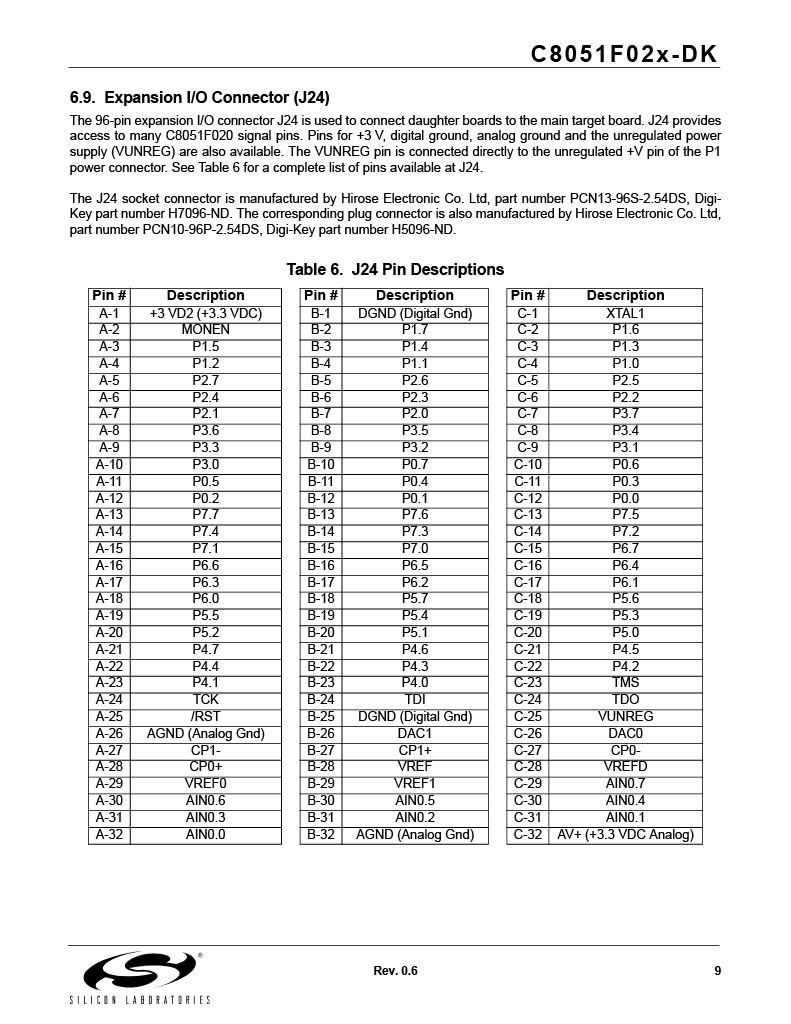 C8051F02x-DK
6.9. Expansion I/O Connector (J24)
The 96-pin expansion I/O connector J24 is used to connect daughter boards to the main target board. J24 provides
access to many C8051F020 signal pins. Pins for +3 V, digital ground, analog ground and the unregulated power
supply (VUNREG) are also available. The VUNREG pin is connected directly to the unregulated +V pin of the P1
power connector. See Table 6 for a complete list of pins available at J24.
The J24 socket connector is manufactured by Hirose Electronic Co. Ltd, part number PCN13-96S-2.54DS, Digi-
Key part number H7096-ND. The corresponding plug connector is also manufactured by Hirose Electronic Co. Ltd,
part number PCN10-96P-2.54DS, Digi-Key part number H5096-ND.
Table 6. J24 Pin Descriptions
Pin # Description Pin # Description Pin # Description
A-1 +3 VD2 (+3.3 VDC) B-1 DGND (Digital Gnd) C-1 XTAL1
A-2 MONEN B-2 P1.7 C-2 P1.6
A-3 P1.5 B-3 P1.4 C-3 P1.3
A-4 P1.2 B-4 P1.1 C-4 P1.0
A-5 P2.7 B-5 P2.6 C-5 P2.5
A-6 P2.4 B-6 P2.3 C-6 P2.2
A-7 P2.1 B-7 P2.0 C-7 P3.7
A-8 P3.6 B-8 P3.5 C-8 P3.4
A-9 P3.3 B-9 P3.2 C-9 P3.1
A-10 P3.0 B-10 P0.7 C-10 P0.6
A-11 P0.5 B-11 P0.4 C-11 P0.3
A-12 P0.2 B-12 P0.1 C-12 P0.0
A-13 P7.7 B-13 P7.6 C-13 P7.5
A-14 P7.4 B-14 P7.3 C-14 P7.2
A-15 P7.1 B-15 P7.0 C-15 P6.7
A-16 P6.6 B-16 P6.5 C-16 P6.4
A-17 P6.3 B-17 P6.2 C-17 P6.1
A-18 P6.0 B-18 P5.7 C-18 P5.6
A-19 P5.5 B-19 P5.4 C-19 P5.3
A-20 P5.2 B-20 P5.1 C-20 P5.0
A-21 P4.7 B-21 P4.6 C-21 P4.5
A-22 P4.4 B-22 P4.3 C-22 P4.2
A-23 P4.1 B-23 P4.0 C-23 TMS
A-24 TCK B-24 TDI C-24 TDO
A-25 /RST B-25 DGND (Digital Gnd) C-25 VUNREG
A-26 AGND (Analog Gnd) B-26 DAC1 C-26 DAC0
A-27 CP1- B-27 CP1+ C-27 CP0-
A-28 CP0+ B-28 VREF C-28 VREFD
A-29 VREF0 B-29 VREF1 C-29 AIN0.7
A-30 AIN0.6 B-30 AIN0.5 C-30 AIN0.4
A-31 AIN0.3 B-31 AIN0.2 C-31 AIN0.1
A-32 AIN0.0 B-32 AGND (Analog Gnd) C-32 AV+ (+3.3 VDC Analog)
®
SILICON LABORATORIES
Rev. 0.6 9